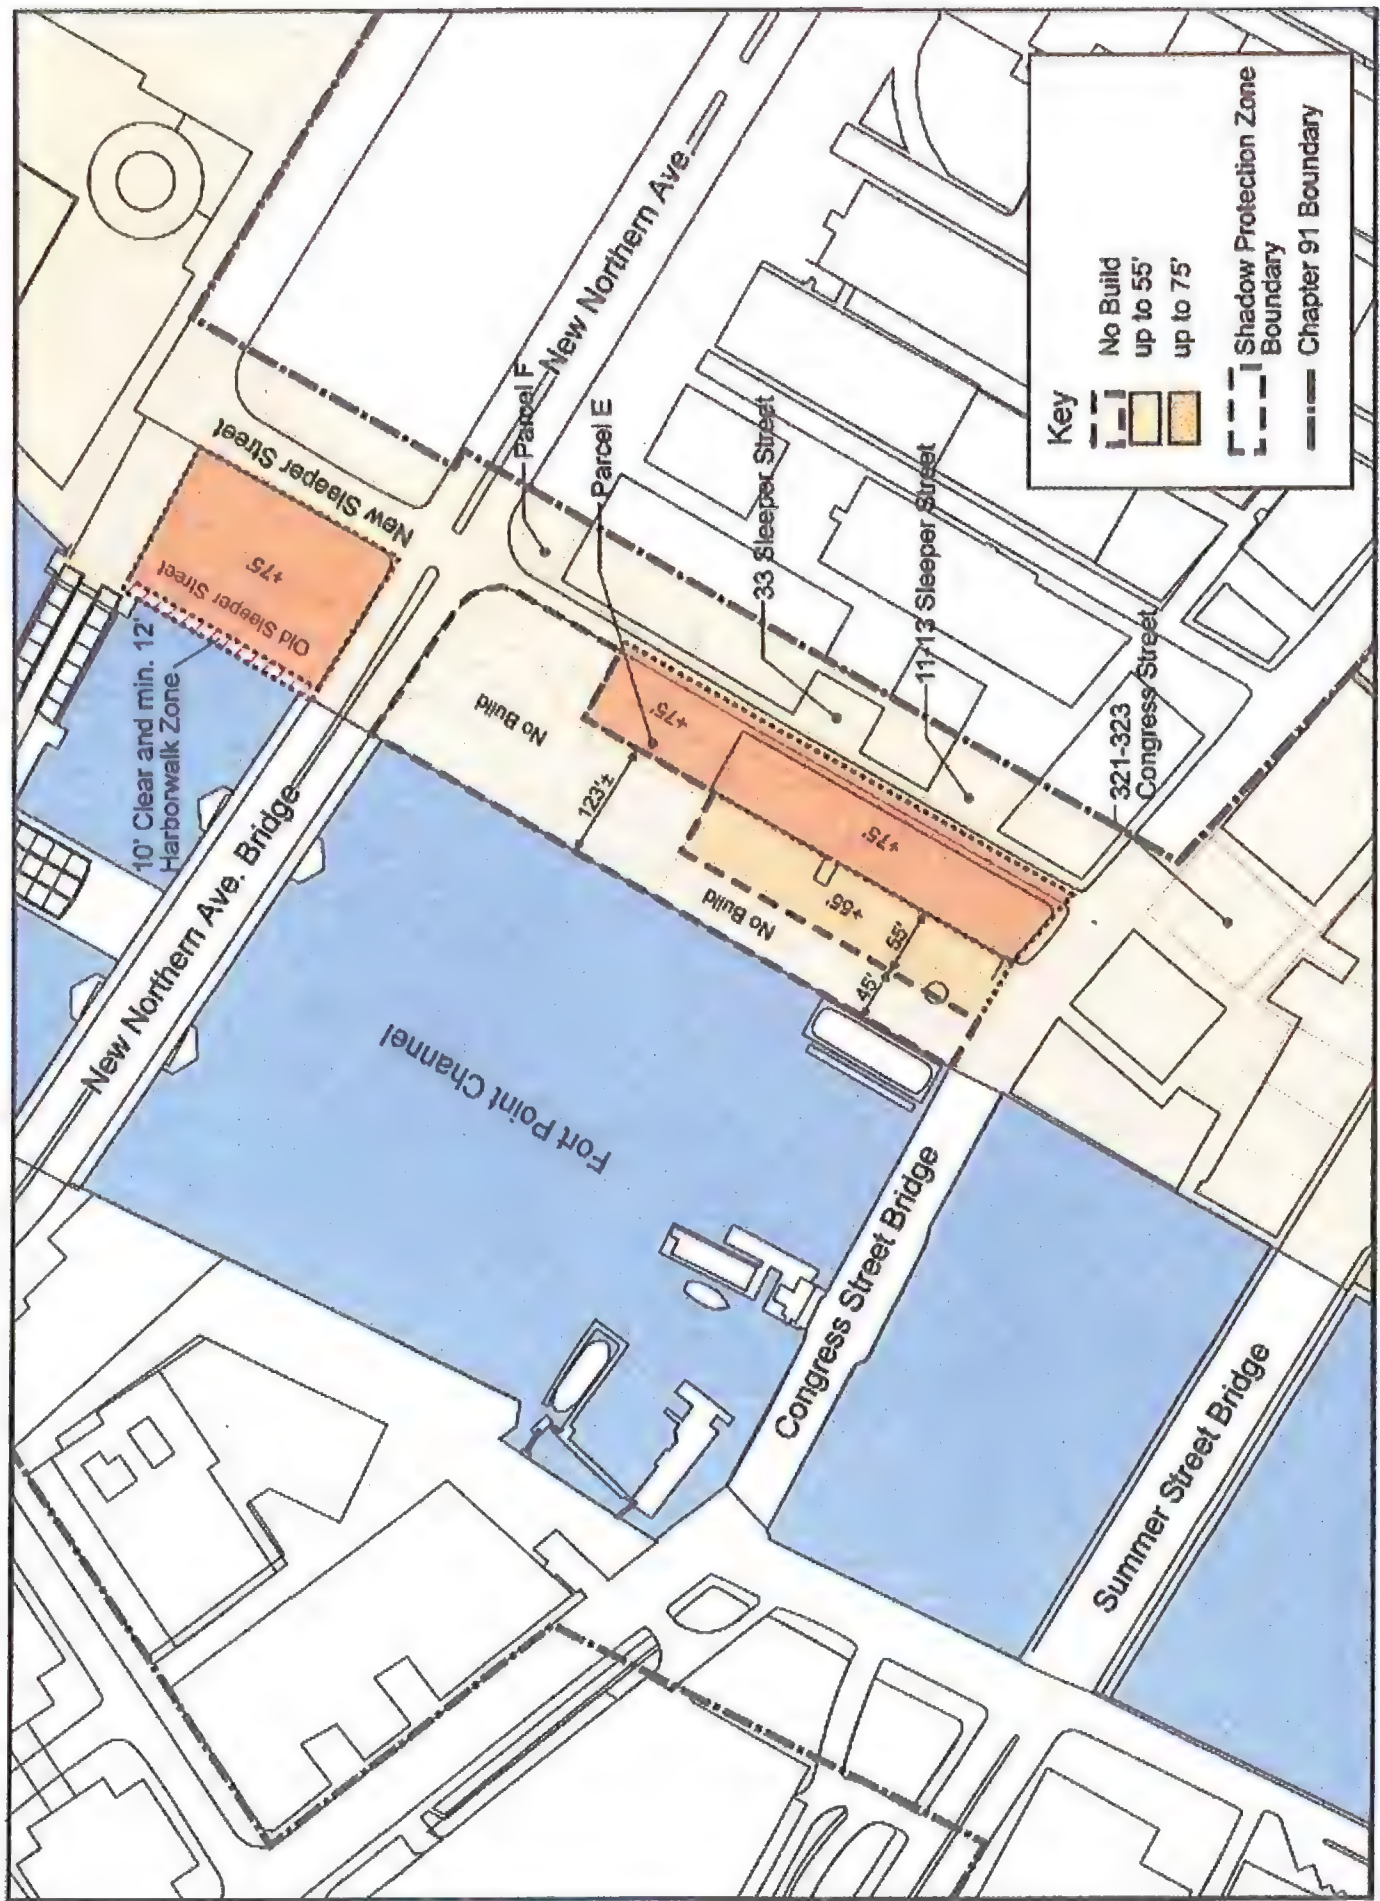 Key
No Build
up to 55'
up to 75'
Shadow Protection Zone
Boundary
Chapter 91 Boundary
New Northern Ave.
New Northern Ave. Bridge
10' Clear and min. 12'
Harborwalk Zone
Old Sleeper Street
+75'
New Sleeper Street
Parcel F
Parcel E
33 Sleeper Street
11-13 Sleeper Street
321-323
Congress Street
No Build
123'±
+75'
+75'
+55'
No Build
45'
55'
Fort Point Channel
Congress Street Bridge
Summer Street Bridge